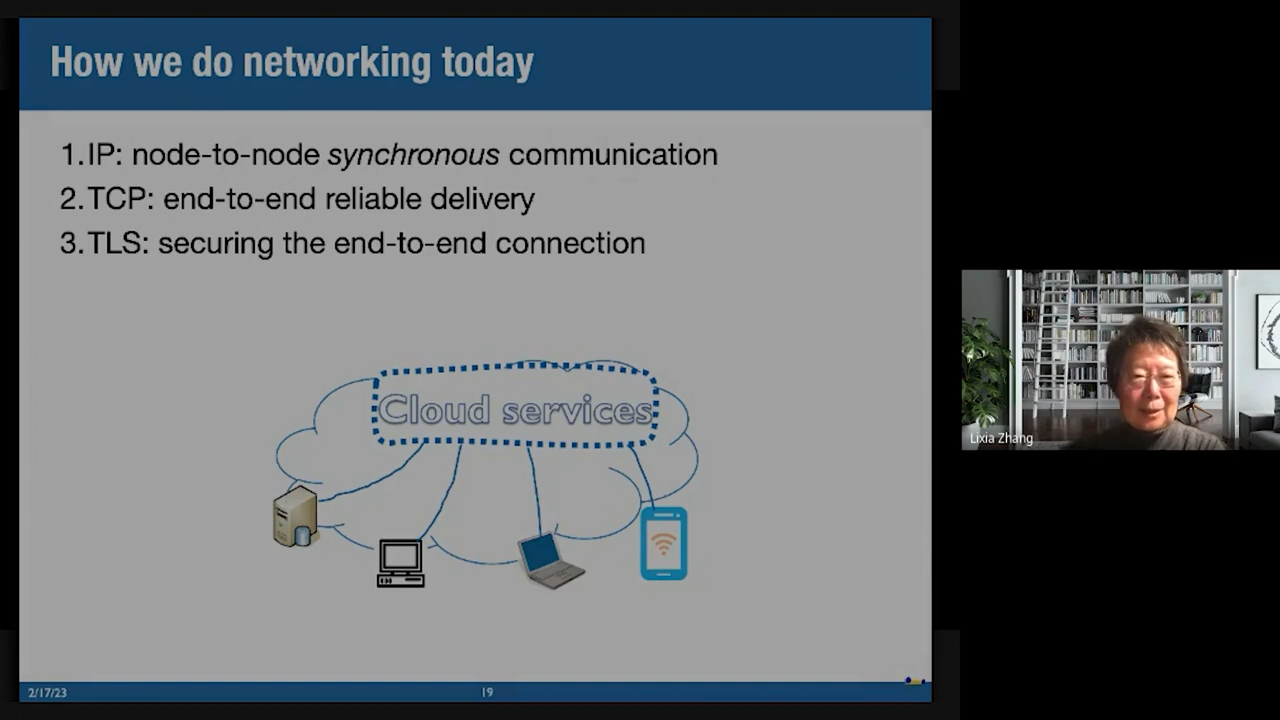 How we do networking today
1. IP: node-to-node synchronous communication
2. TCP: end-to-end reliable delivery
3. TLS: securing the end-to-end connection
Cloud services
Lixia Zhang
2/17/23
19